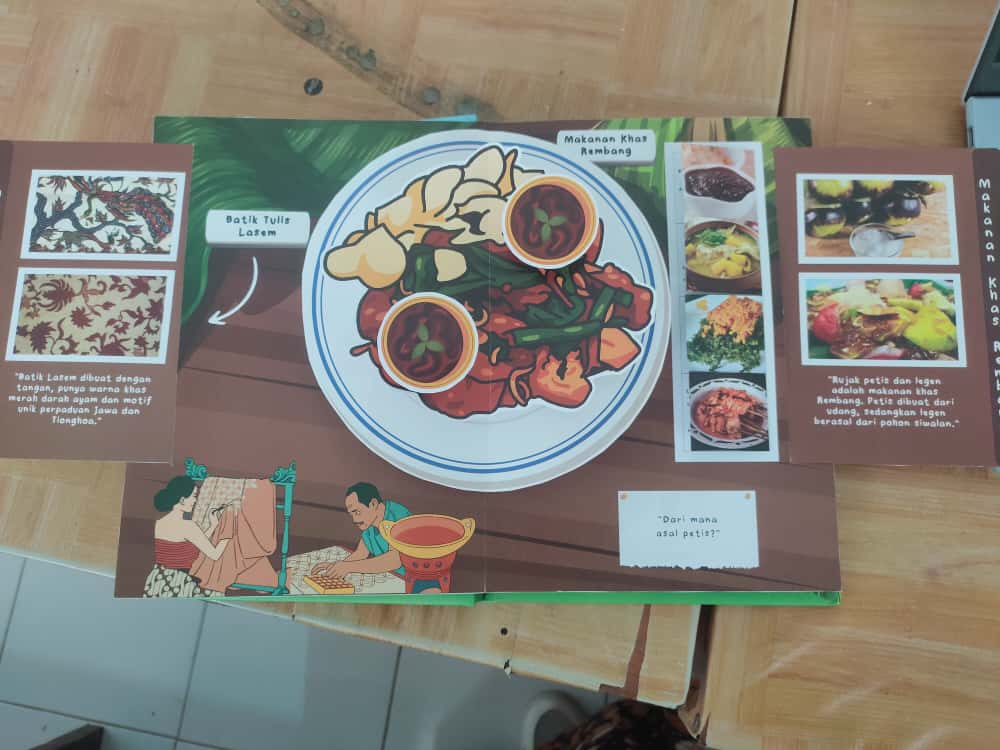 Batik Tulis
Lasem
"Batik Lasem dibuat dengan
tangan, punya warna khas
merah darah ayam dan motif
unik perpaduan Jawa dan
Tionghoa."
Makanan Khas
Rembang
"Rujak petis dan legen
adalah makanan khas
Rembang. Petis dibuat dari
udang, sedangkan legen
berasal dari pohon siwalan."
"Dari mana
asal petis?"
Makanan Khas